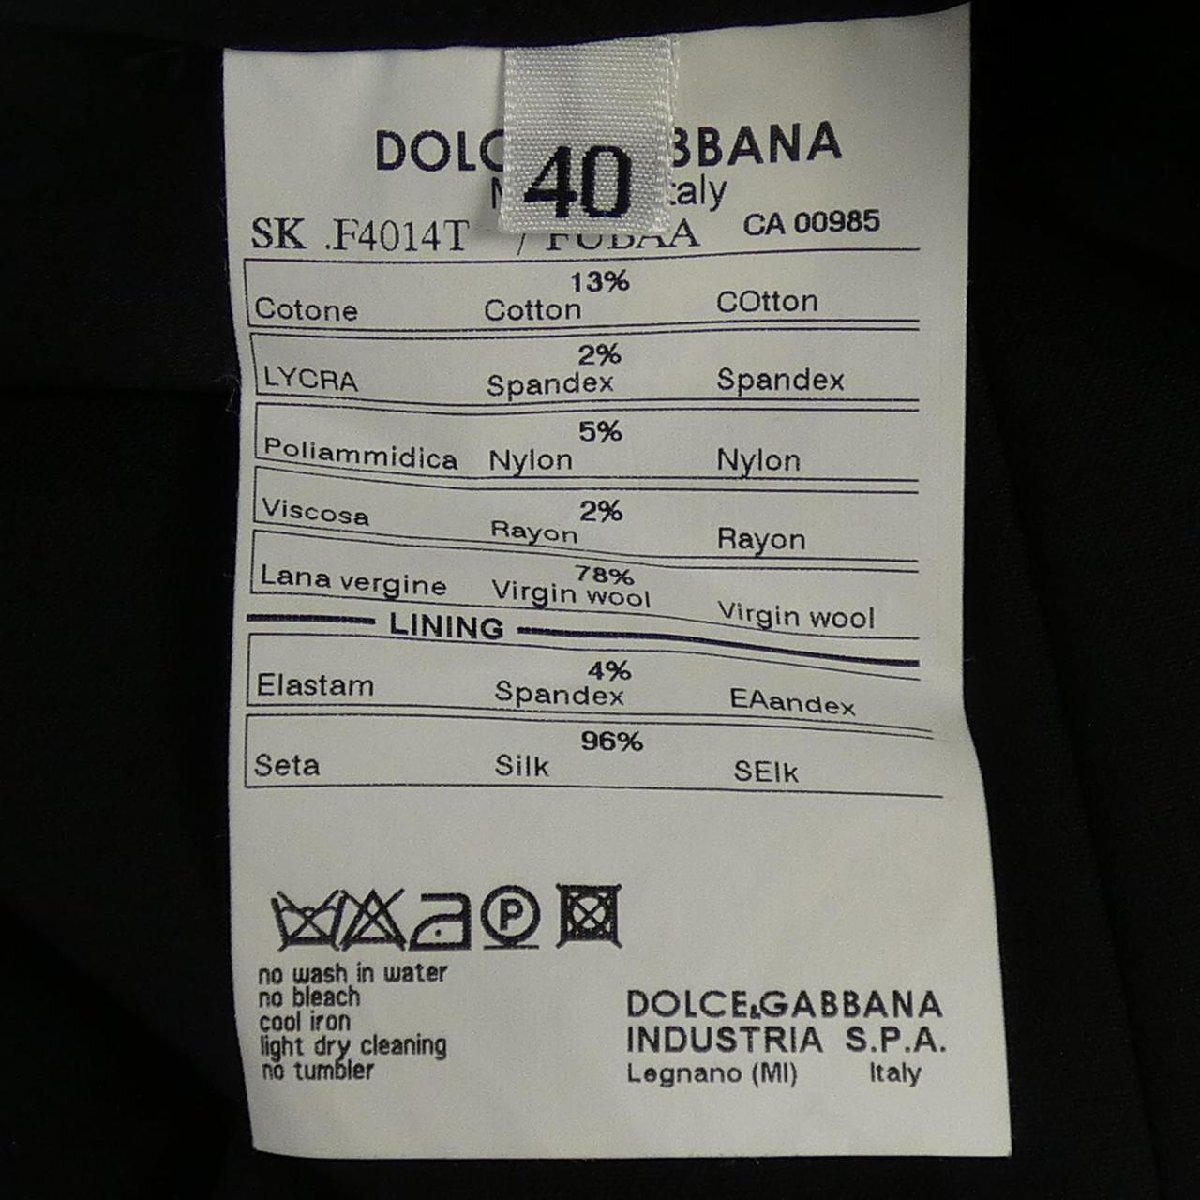 40
DOLC BBANA
taly
SK .F4014T / FUBAA CA 00985
13%
Cotone Cotton COtton
2%
LYCRA Spandex Spandex
5%
Poliammidica Nylon Nylon
2%
Viscosa Rayon Rayon
78%
Lana vergine Virgin wool Virgin wool
LINING
4%
Elastam Spandex EAandex
96%
Seta Silk SElk
P
no wash in water
no bleach
cool iron
light dry cleaning
no tumbler
DOLCE&GABBANA
INDUSTRIA S.P.A.
Legnano (MI) Italy